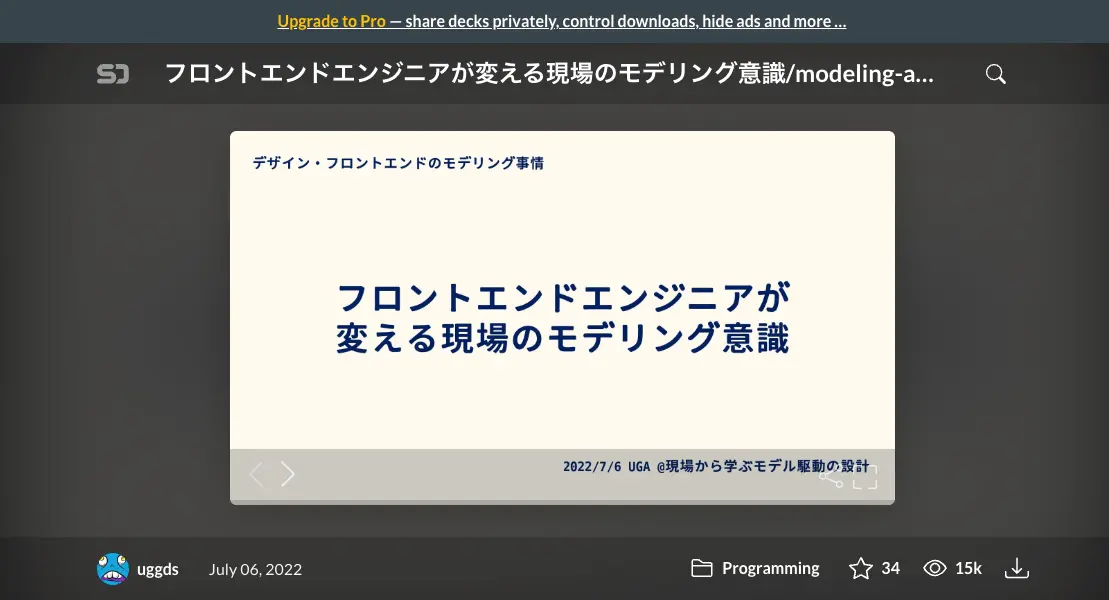 Upgrade to Pro — share decks privately, control downloads, hide ads and more …
フロントエンドエンジニアが変える現場のモデリング意識/modeling-a…
デザイン・フロントエンドのモデリング事情
フロントエンドエンジニアが
変える現場のモデリング意識
2022/7/6 UGA @現場から学ぶモデル駆動の設計
uggds
July 06, 2022
Programming
34
15k